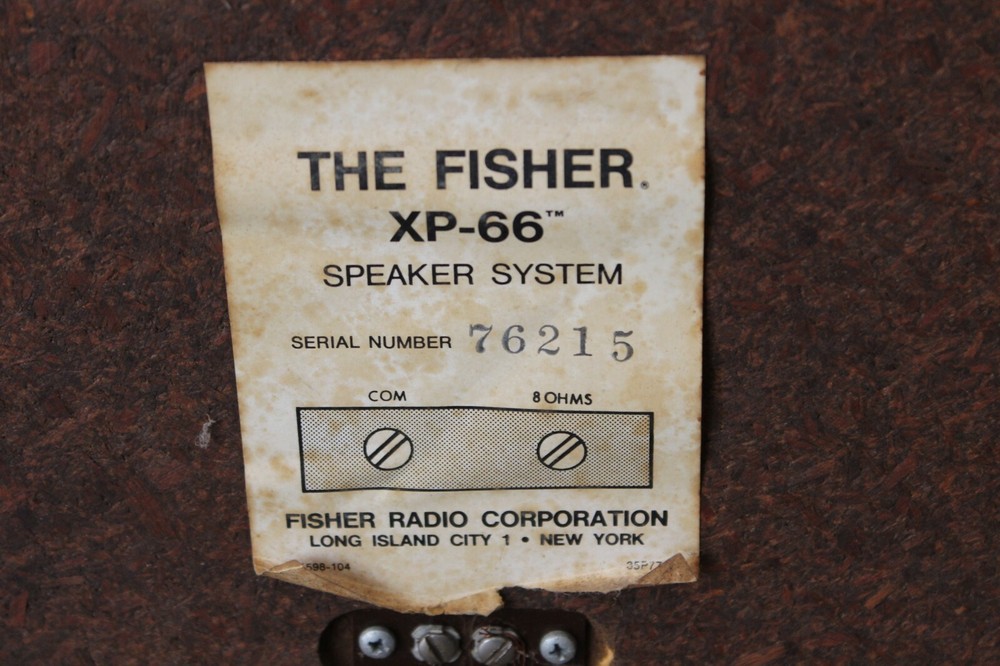 THE FISHER®
XP-66™
SPEAKER SYSTEM
SERIAL NUMBER 76215
COM 8 OHMS
FISHER RADIO CORPORATION
LONG ISLAND CITY 1 • NEW YORK